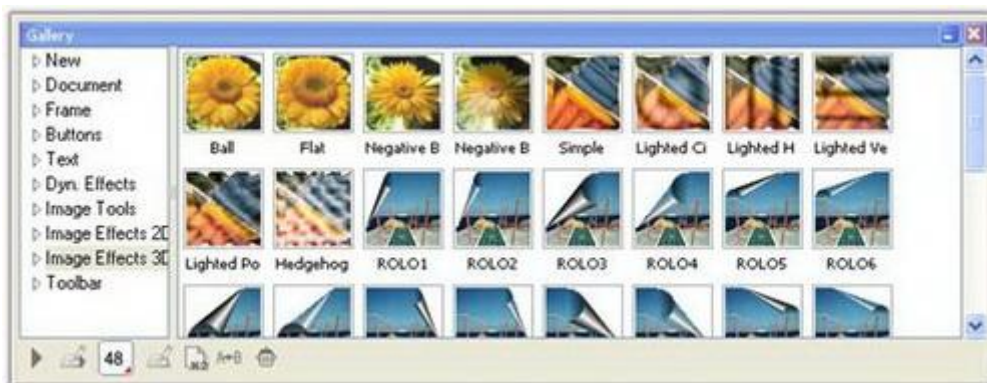 Gallery
New
Document
Frame
Buttons
Text
Dyn. Effects
Image Tools
Image Effects 2D
Image Effects 3D
Toolbar
Ball Flat Negative B Negative B Simple Lighted Ci Lighted H Lighted Ve
Lighted Po Hedgehog ROLO1 ROLO2 ROLO3 ROLO4 ROLO5 ROLO6
48 A+B